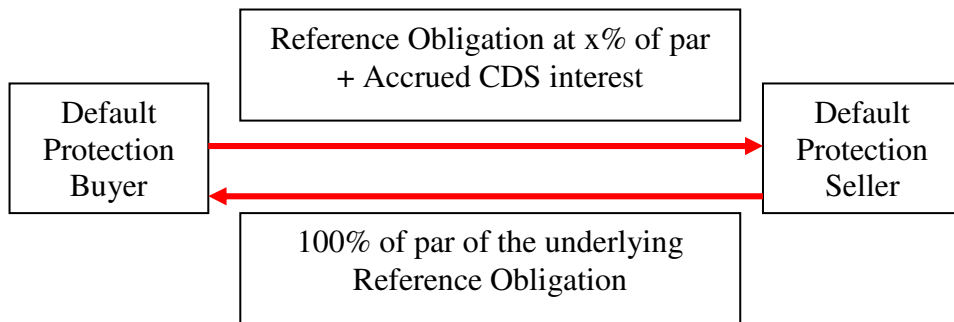 Reference Obligation at x% of par
+ Accrued CDS interest
Default
Protection
Buyer
Default
Protection
Seller
100% of par of the underlying
Reference Obligation